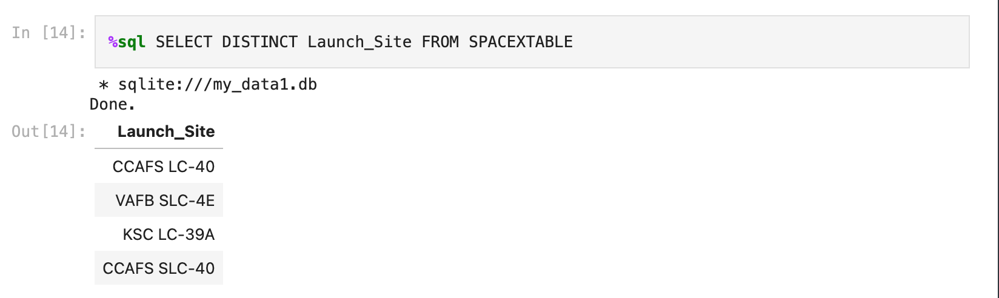 In [14]: %sql SELECT DISTINCT Launch_Site FROM SPACEXTABLE
* sqlite:///my_data1.db
Done.
Out[14]: Launch_Site
CCAFS LC-40
VAFB SLC-4E
KSC LC-39A
CCAFS SLC-40